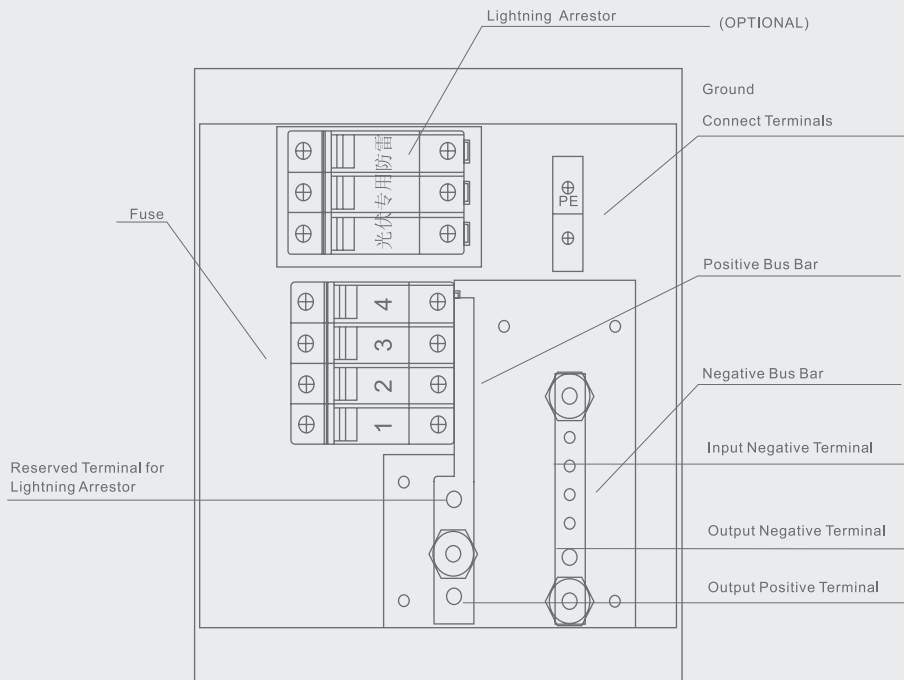 Lightning Arrestor
(OPTIONAL)
Ground
Connect Terminals
光伏专用防雷
PE
Fuse
Positive Bus Bar
4
3
2
1
Negative Bus Bar
Input Negative Terminal
Reserved Terminal for
Lightning Arrestor
Output Negative Terminal
Output Positive Terminal